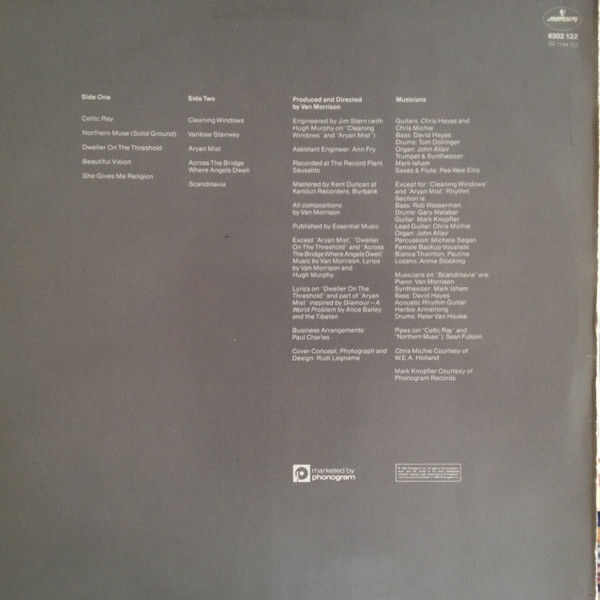 mercury
6302 122
Side One
Celtic Ray
Northern Muse (Solid Ground)
Dweller On The Threshold
Beautiful Vision
She Gives Me Religion
Side Two
Cleaning Windows
Vanlose Stairway
Aryan Mist
Across The Bridge
Where Angels Dwell
Scandinavia
Produced and Directed
by Van Morrison
Engineered by Jim Stern (with
Hugh Murphy on "Cleaning
Windows" and "Aryan Mist")
Assistant Engineer: Ann Fry
Recorded at The Record Plant,
Sausalito
Mastered by Kent Duncan at
Kendun Recorders, Burbank
All compositions
by Van Morrison
Published by Essential Music
Except "Aryan Mist," "Dweller
On The Threshold" and "Across
The Bridge Where Angels Dwell,"
Music by Van Morrison, Lyrics
by Van Morrison and
Hugh Murphy
Lyrics on "Dweller On The
Threshold" and part of "Aryan
Mist" inspired by Glamour—A
World Problem by Alice Bailey
and the Tibetan
Business Arrangements:
Paul Charles
Cover Concept, Photograph and
Design: Rudi Legname
Musicians
Guitars: Chris Hayes and
Chris Michie
Bass: David Hayes
Drums: Tom Dollinger
Organ: John Allair
Trumpet & Synthesizer:
Mark Isham
Saxes & Flute: Pee Wee Ellis
Except for "Cleaning Windows"
and "Aryan Mist," Rhythm
Section is:
Bass: Rob Wasserman
Drums: Gary Malabar
Guitar: Mark Knopfler
Lead Guitar: Chris Michie
Organ: John Allair
Percussion: Michele Segan
Female Backup Vocalists:
Bianca Thornton, Pauline
Lozano, Annie Stocking
Musicians on "Scandinavia" are:
Piano: Van Morrison
Synthesizer: Mark Isham
Bass: David Hayes
Acoustic Rhythm Guitar:
Herbie Armstrong
Drums: Peter Van Hooke
Pipes (on "Celtic Ray" and
"Northern Muse"): Sean Folsom
Chris Michie Courtesy of
W.E.A. Holland
Mark Knopfler Courtesy of
Phonogram Records
marketed by
phonogram